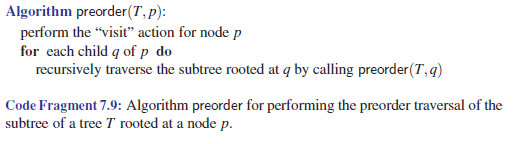 Algorithm preorder(T, p):
perform the “visit” action for node p
for each child q of p do
recursively traverse the subtree rooted at q by calling preorder(T, q)
Code Fragment 7.9: Algorithm preorder for performing the preorder traversal of the
subtree of a tree T rooted at a node p.